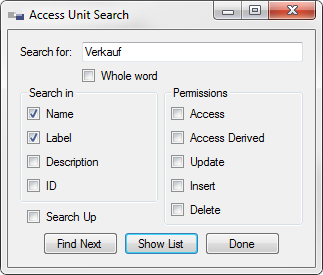 Access Unit Search
Search for: Verkauf
Whole word
Search in
Name
Label
Description
ID
Permissions
Access
Access Derived
Update
Insert
Delete
Search Up
Find Next Show List Done